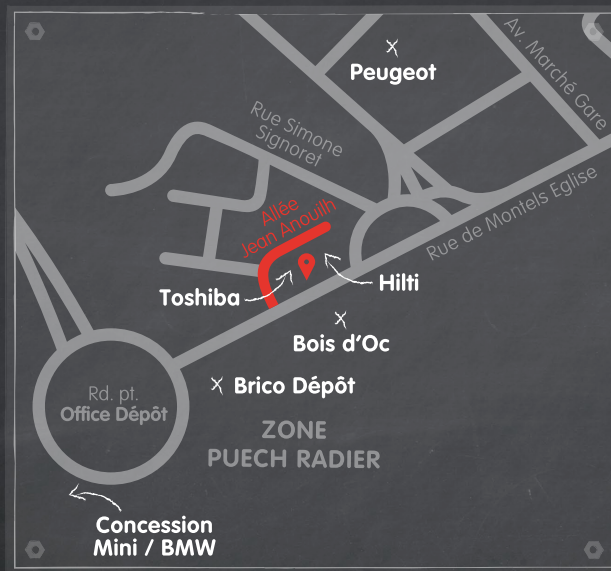 Av. Marché Gare
Peugeot
Rue Simone
Signoret
Rue de Montels Eglise
Allée
Jean Anouilh
Toshiba
Hilti
Bois d'Oc
Brico Dépôt
Rd. pt.
Office Dépôt
ZONE
PUECH RADIER
Concession
Mini / BMW